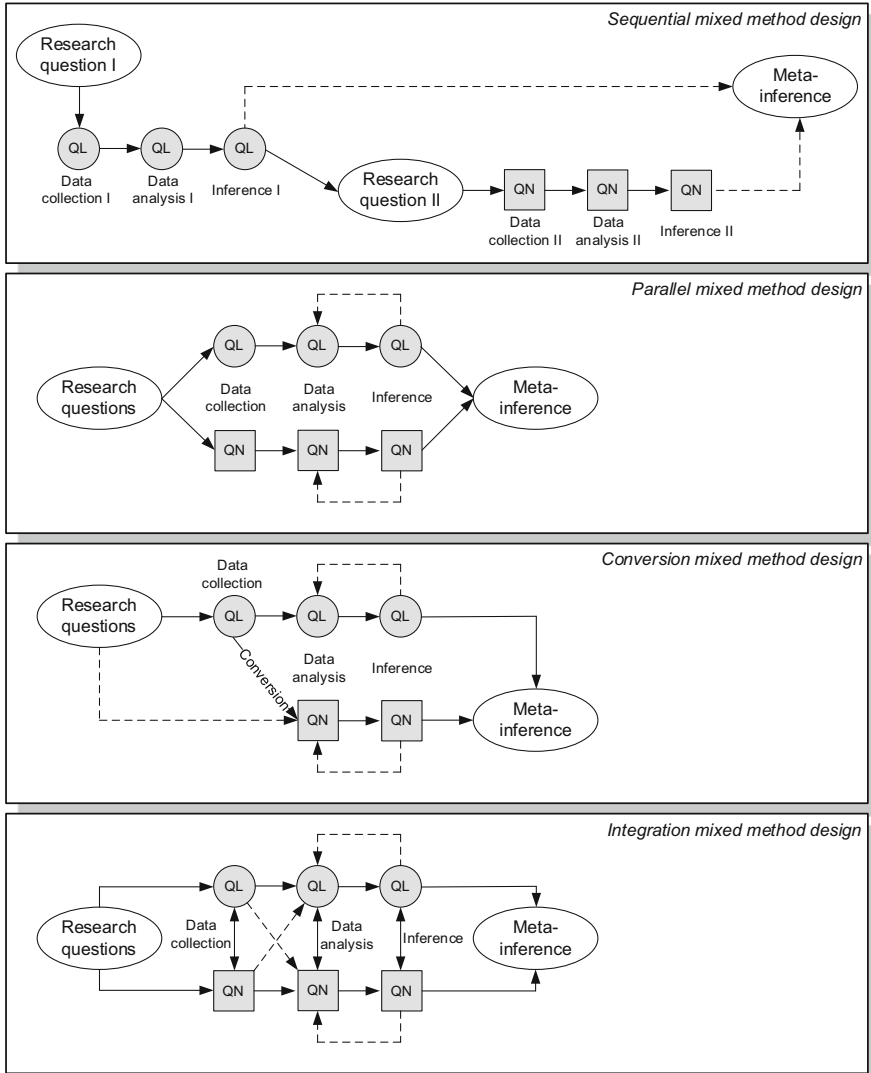 Sequential mixed method design
Research
question I
Meta-
inference
QL
QL
QL
Data
collection I
Data
analysis I
Inference I
Research
question II
QN
QN
QN
Data
collection II
Data
analysis II
Inference II
Parallel mixed method design
QL
QL
QL
Research
questions
Data
collection
Data
analysis
Inference
Meta-
inference
QN
QN
QN
Conversion mixed method design
Data
collection
Research
questions
QL
QL
QL
Conversion
Data
analysis
Inference
QN
QN
Meta-
inference
Integration mixed method design
QL
QL
QL
Research
questions
Data
collection
Data
analysis
Inference
Meta-
inference
QN
QN
QN